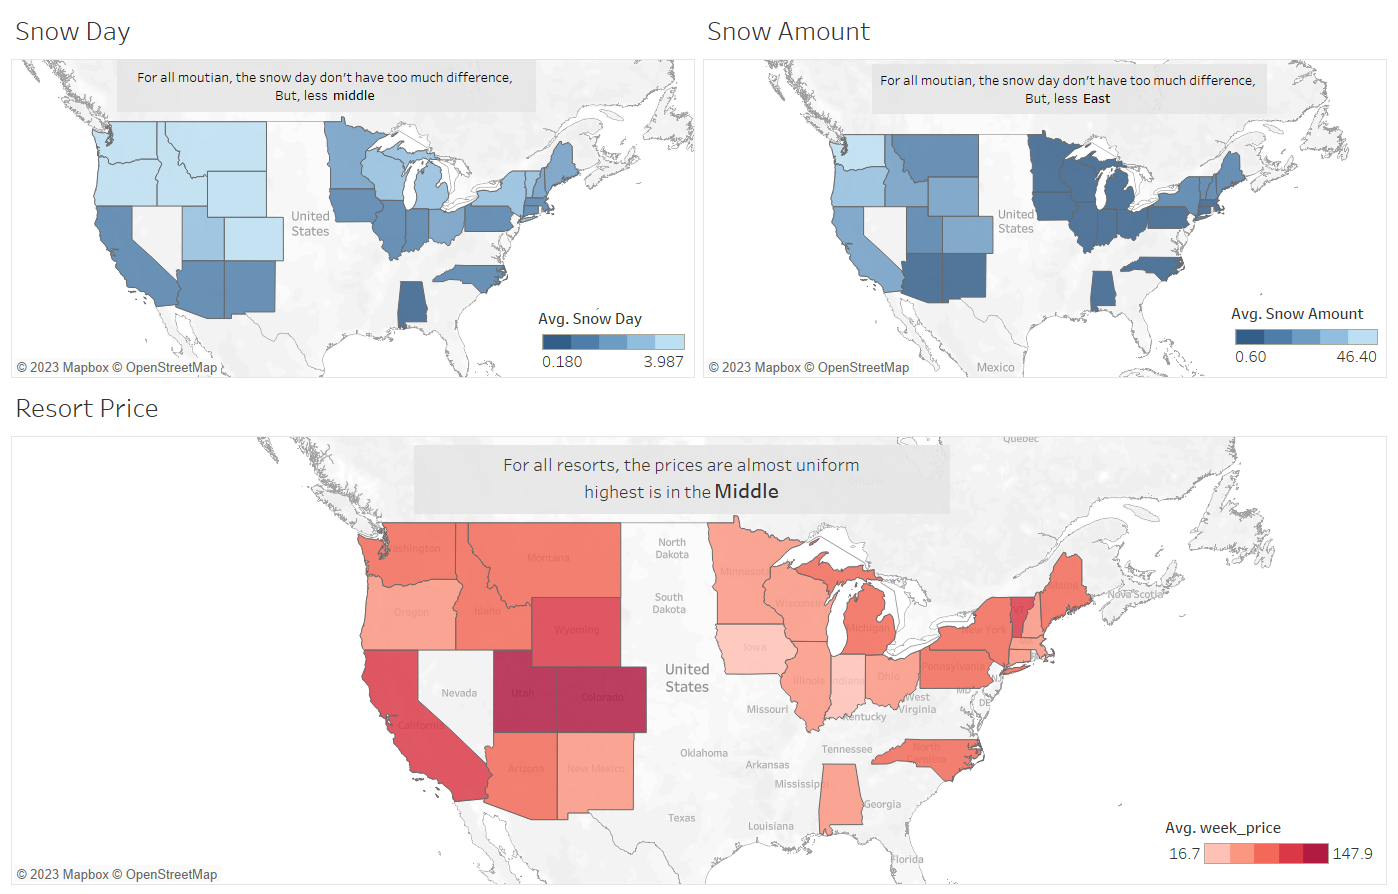 Snow Day
For all moutian, the snow day don't have too much difference,
But, less middle
United
States
Avg. Snow Day
0.180 3.987
© 2023 Mapbox © OpenStreetMap
Snow Amount
For all moutian, the snow day don't have too much difference,
But, less East
United
States
Mexico
Avg. Snow Amount
0.60 46.40
© 2023 Mapbox © OpenStreetMap
Resort Price
For all resorts, the prices are almost uniform
highest is in the Middle
Quebec
North
Dakota
Montana
Minnesota
South
Dakota
Maine
Nova Scotia
Oregon
Idaho
Wisconsin
VT
Wyoming
Michigan
New York
Iowa
United
States
Pennsylvania
Nevada
Utah
Colorado
Illinois
Indiana
Ohio
NJ
MD
DE
West
Virginia
Missouri
Kentucky
California
Oklahoma
Tennessee
North
Carolina
Arizona
New Mexico
Arkansas
Mississippi
Georgia
Texas
Louisiana
Florida
Avg. week_price
16.7 147.9
© 2023 Mapbox © OpenStreetMap